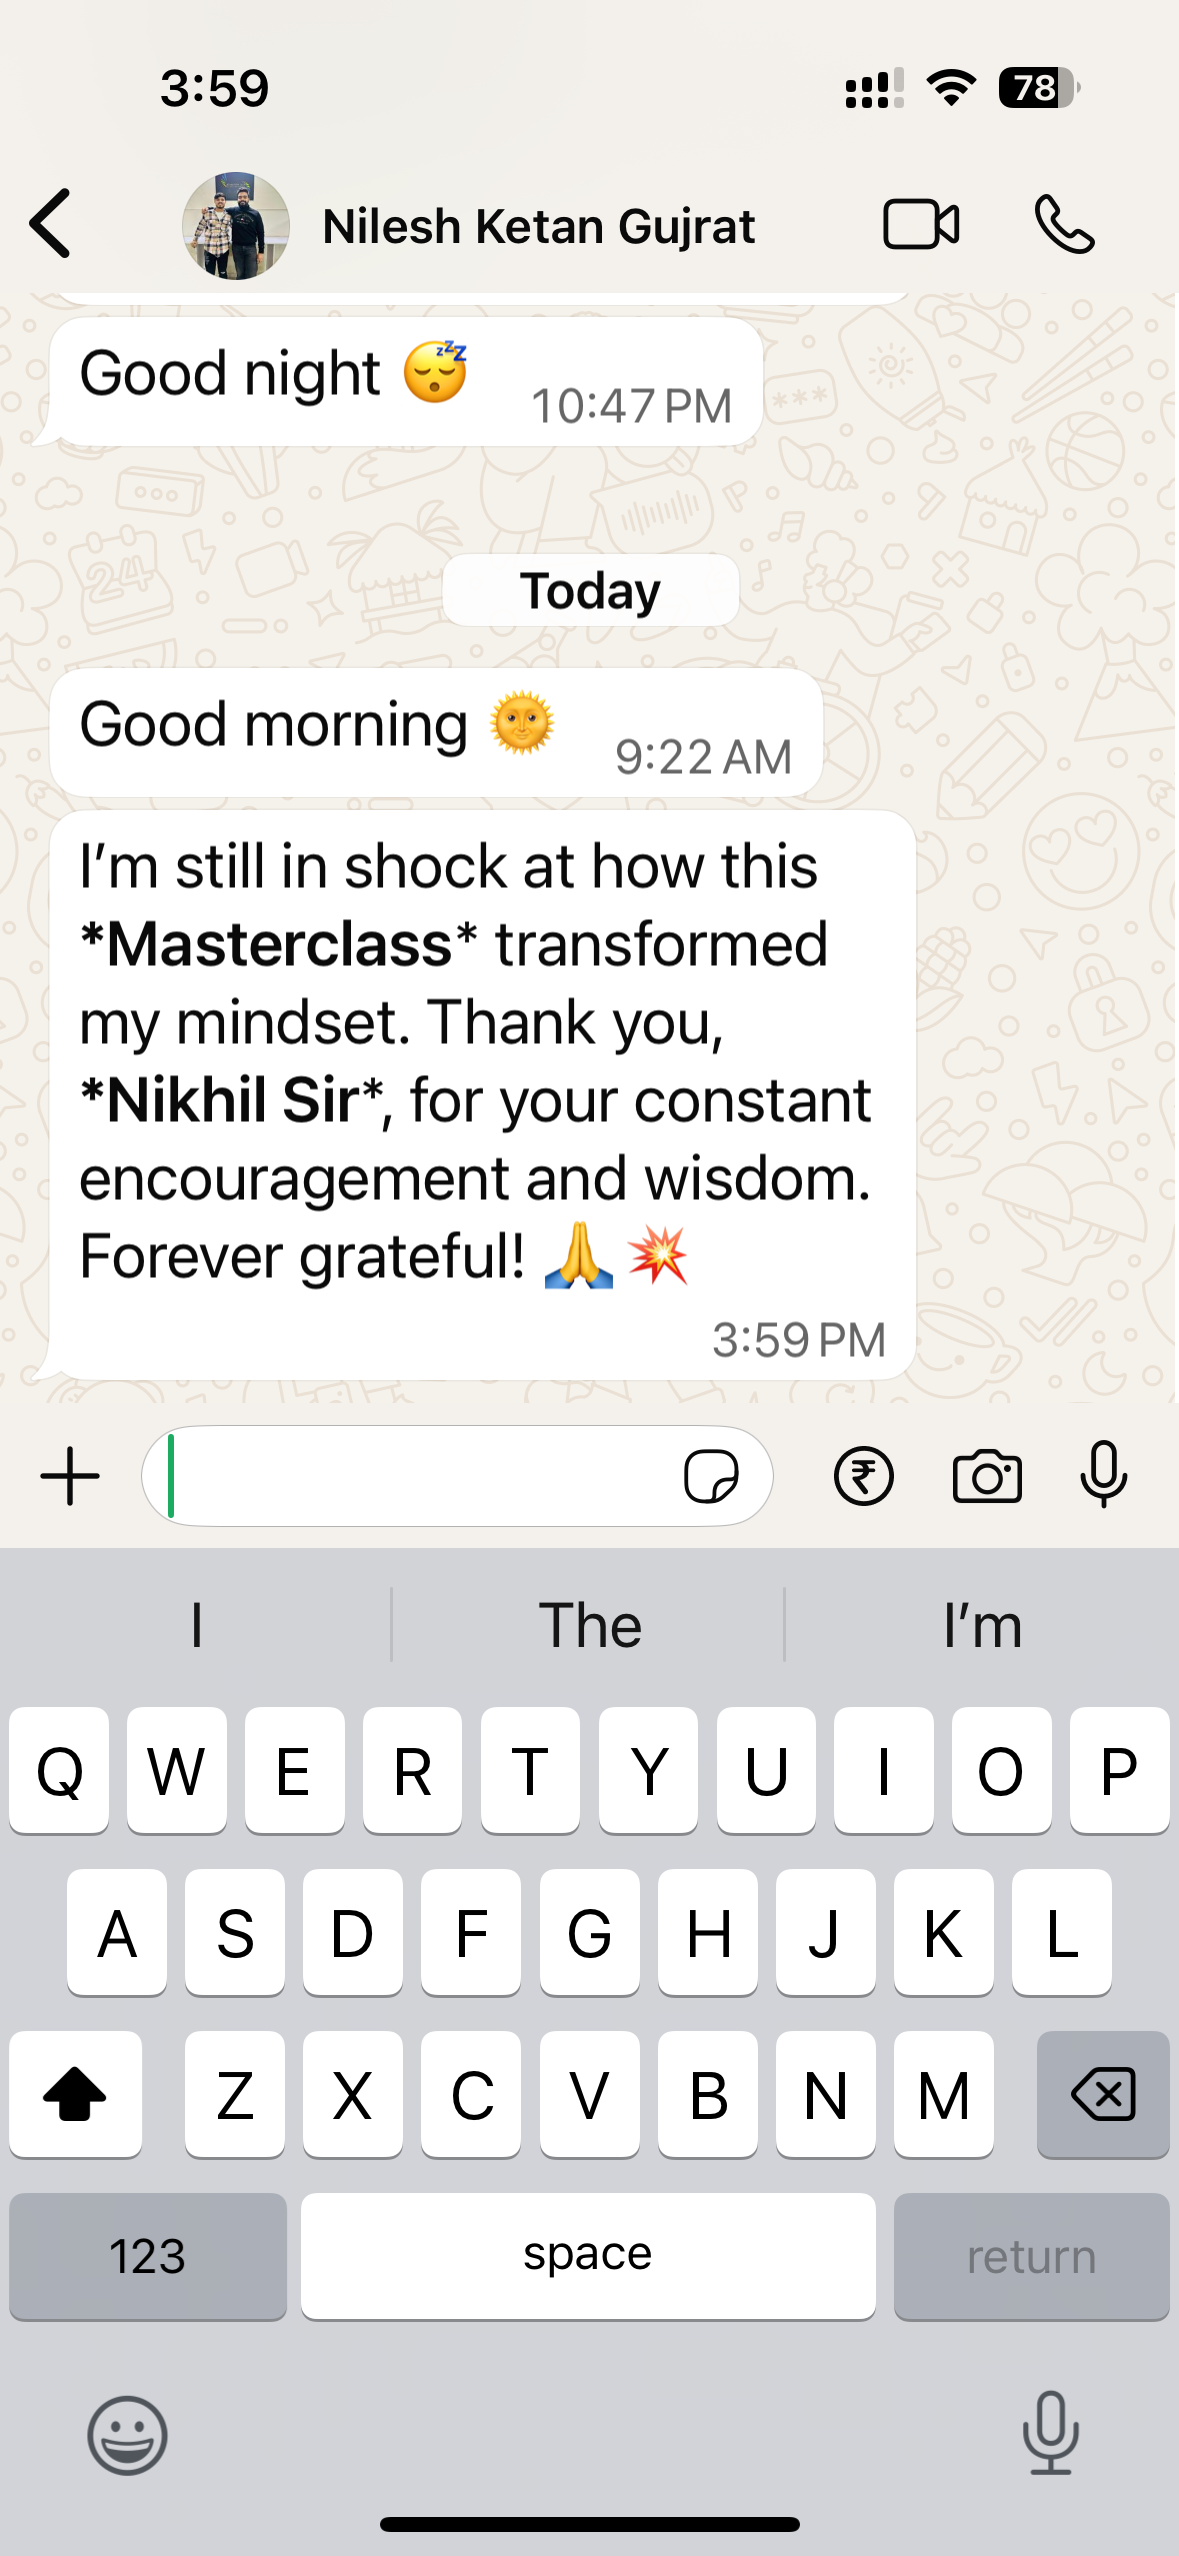 3:59
78
Nilesh Ketan Gujrat
Good night 😴
10:47 PM
Today
Good morning 🌞
9:22 AM
I’m still in shock at how this
*Masterclass* transformed
my mindset. Thank you,
*Nikhil Sir*, for your constant
encouragement and wisdom.
Forever grateful! 🙏💥
3:59 PM
₹
I The I’m
Q W E R T Y U I O P
A S D F G H J K L
Z X C V B N M
123 space return